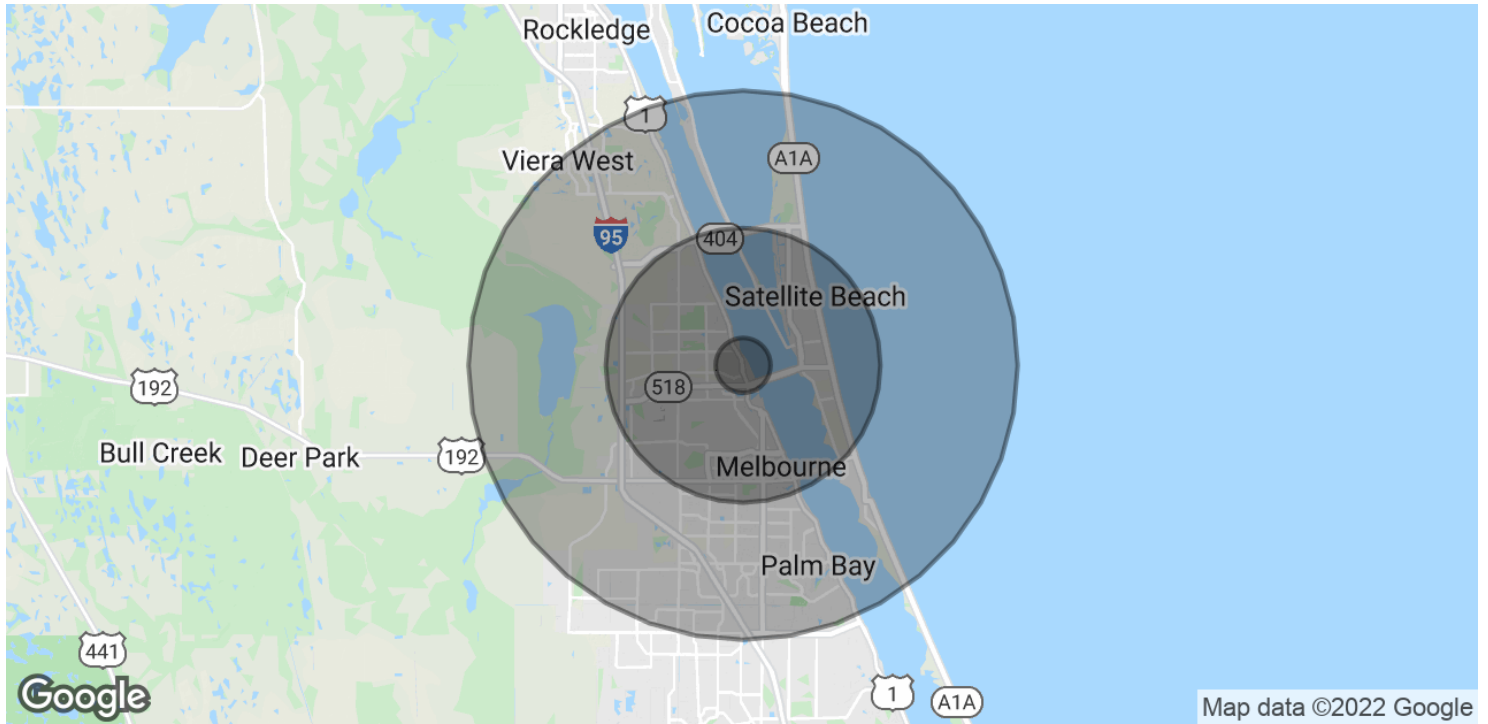 Rockledge
Cocoa Beach
1
Viera West
A1A
95
404
Satellite Beach
192
518
Bull Creek
Deer Park
192
Melbourne
Palm Bay
441
Google
1
A1A
Map data ©2022 Google